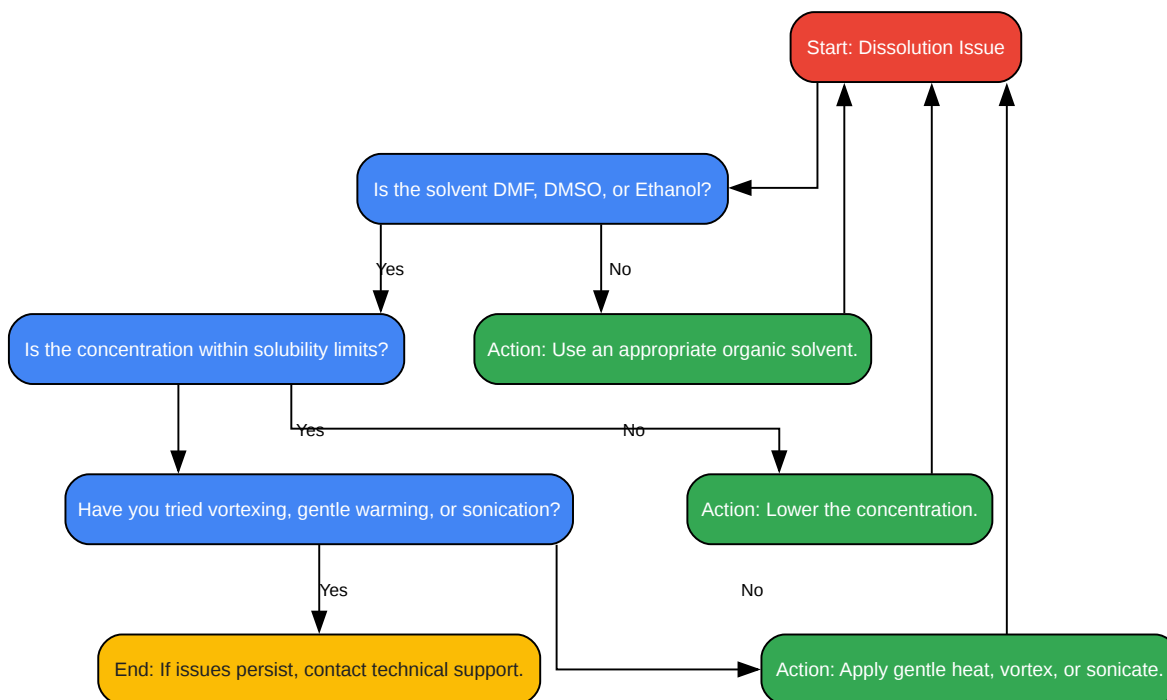 Start: Dissolution Issue
Is the solvent DMF, DMSO, or Ethanol?
Yes
No
Is the concentration within solubility limits?
Action: Use an appropriate organic solvent.
Yes
No
Have you tried vortexing, gentle warming, or sonication?
Action: Lower the concentration.
Yes
No
End: If issues persist, contact technical support.
Action: Apply gentle heat, vortex, or sonicate.